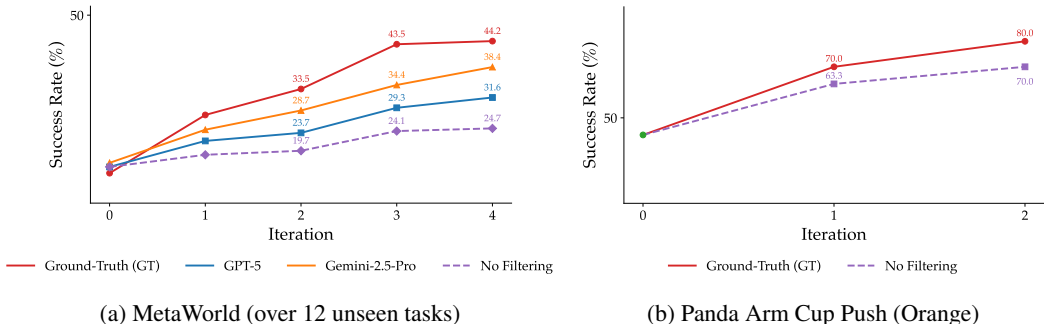 50
Success Rate (%)
33.5
43.5
44.2
28.7
34.4
38.4
23.7
29.3
31.6
19.7
24.1
24.7
0 1 2 3 4
Iteration
Ground-Truth (GT) GPT-5 Gemini-2.5-Pro No Filtering
(a) MetaWorld (over 12 unseen tasks)
50
Success Rate (%)
70.0
80.0
63.3
70.0
0 1 2
Iteration
Ground-Truth (GT) No Filtering
(b) Panda Arm Cup Push (Orange)